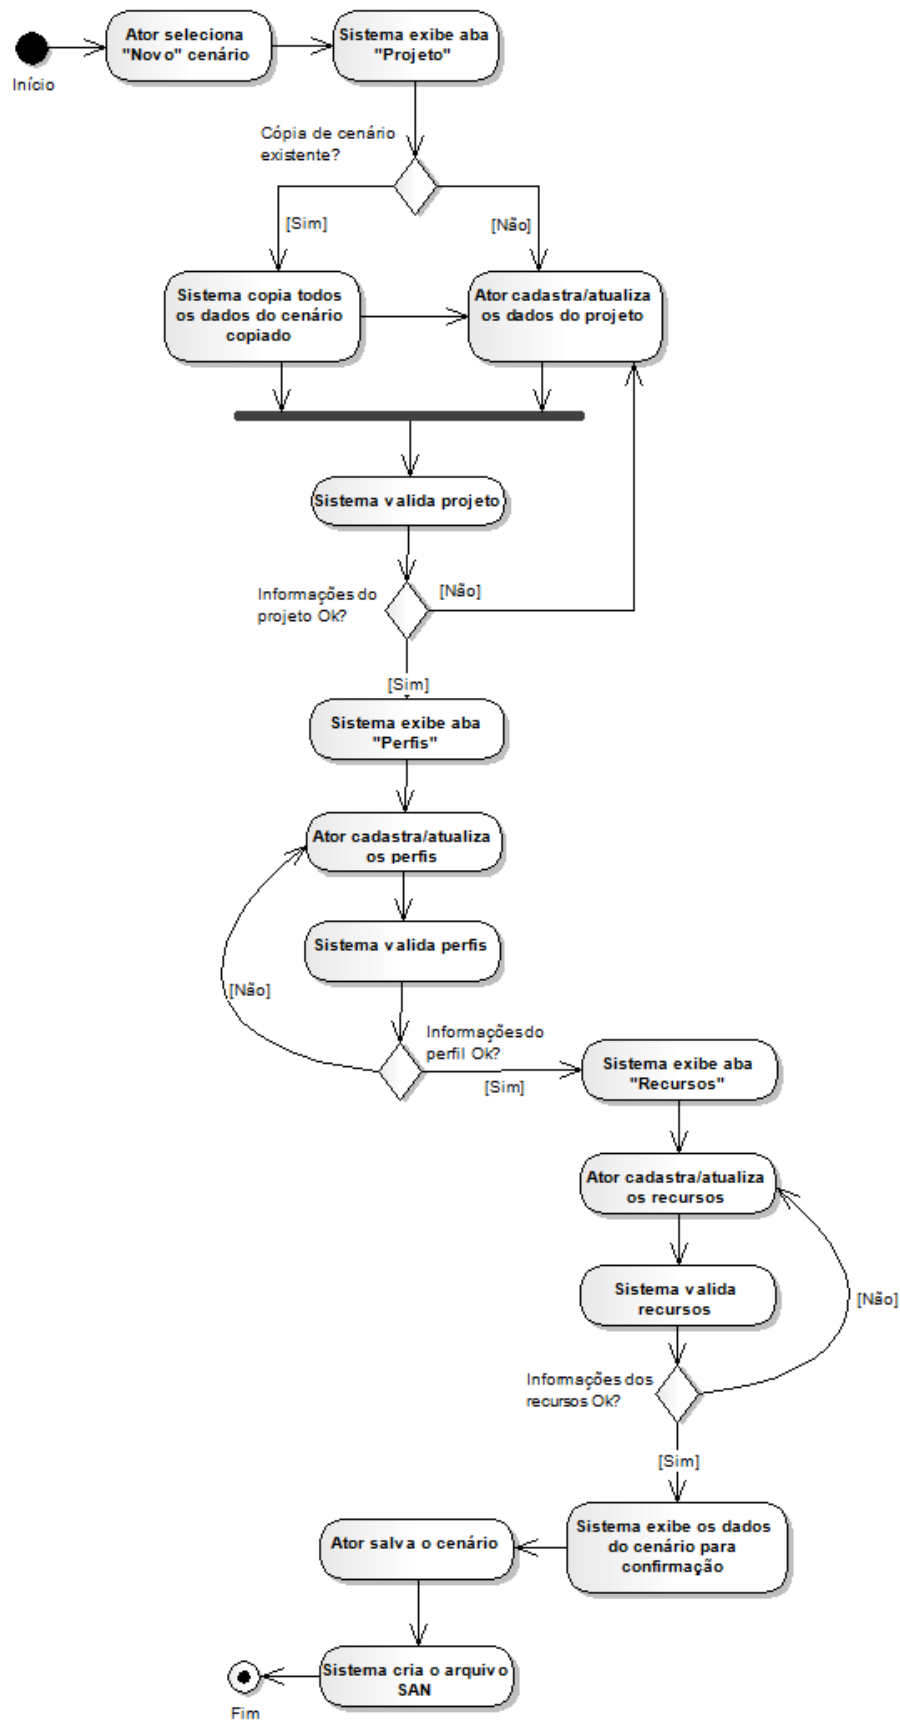 Ator seleciona
"Novo" cenário
Sistema exibe aba
"Projeto"
Início
Cópia de cenário
existente?
[Sim]
[Não]
Sistema copia todos
os dados do cenário
copiado
Ator cadastra/atualiza
os dados do projeto
Sistema valida projeto
Informações do
projeto Ok?
[Não]
[Sim]
Sistema exibe aba
"Perfis"
Ator cadastra/atualiza
os perfis
Sistema valida perfis
[Não]
Informações do
perfil Ok?
[Sim]
Sistema exibe aba
"Recursos"
Ator cadastra/atualiza
os recursos
Sistema valida
recursos
[Não]
Informações dos
recursos Ok?
[Sim]
Sistema exibe os dados
do cenário para
confirmação
Ator salva o cenário
Sistema cria o arquivo
SAN
Fim